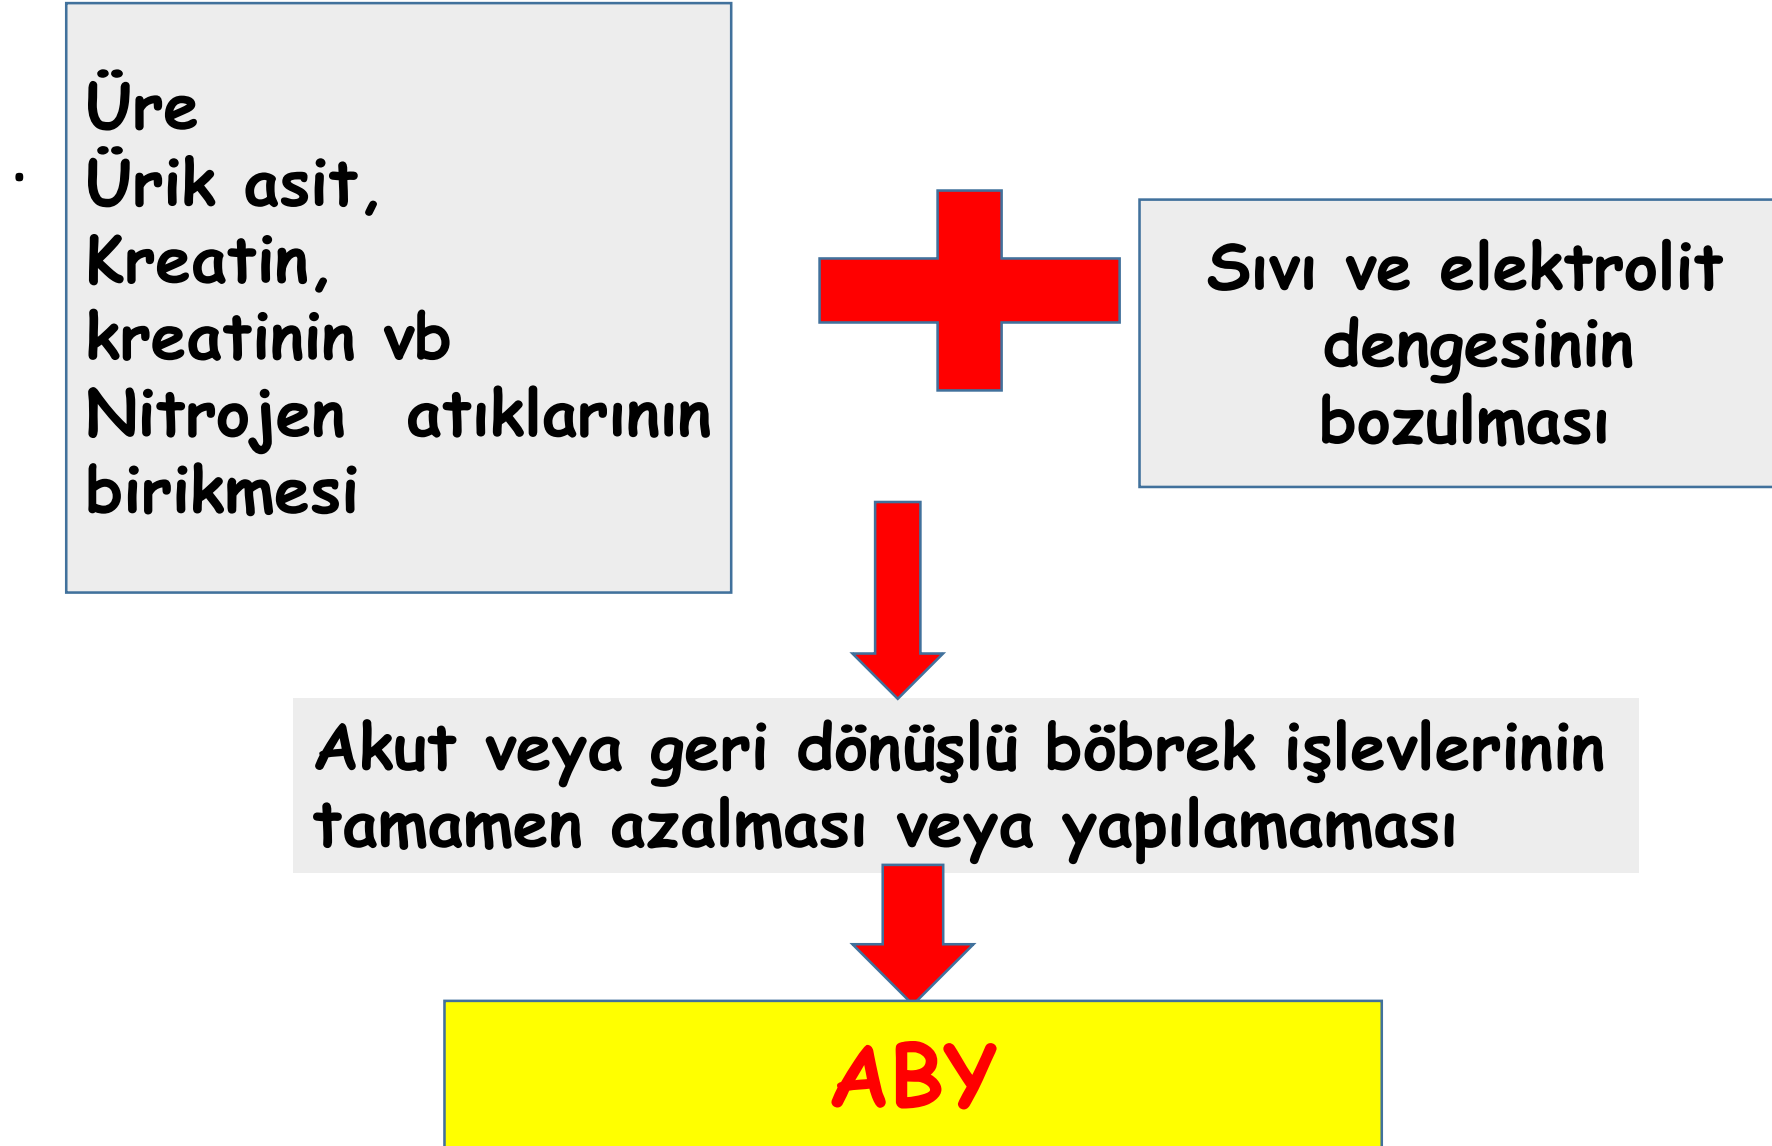 Üre
Ürik asit,
Kreatin,
kreatinin vb
Nitrojen atıklarının
birikmesi
Sıvı ve elektrolit
dengesinin
bozulması
Akut veya geri dönüşlü böbrek işlevlerinin
tamamen azalması veya yapılamaması
ABY